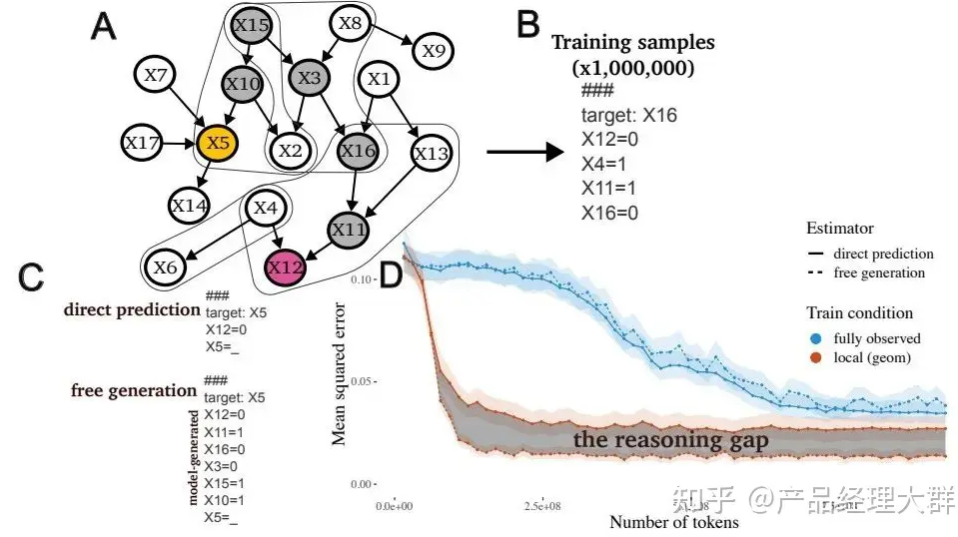 A
X15
X8
X9
X7
X10
X3
X1
X17
X5
X2
X16
X13
X14
X4
X11
X6
X12
B
Training samples
(x1,000,000)
###
target: X16
X12=0
X4=1
X11=1
X16=0
C
direct prediction
###
target: X5
X12=0
X5=_
free generation
model-generated
###
target: X5
X12=0
X11=1
X16=0
X3=0
X15=1
X10=1
X5=_
D
Estimator
direct prediction
free generation
Train condition
fully observed
local (geom)
Mean squared error
0.10
0.05
0.00
the reasoning gap
0.0e+00
2.5e+08
Number of tokens
知乎 @产品经理大群